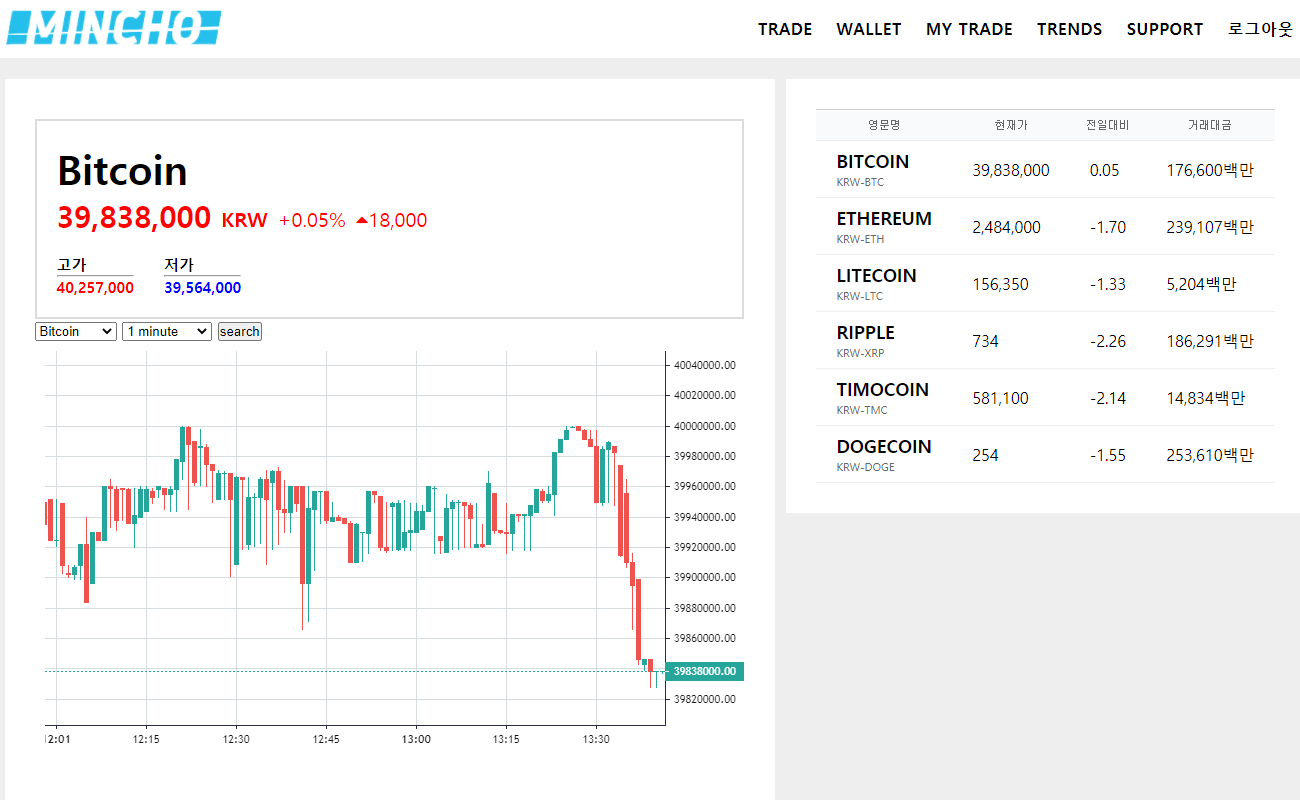 MINCHO
TRADE WALLET MY TRADE TRENDS SUPPORT 로그아웃
Bitcoin
39,838,000 KRW +0.05% 18,000
고가 저가
40,257,000 39,564,000
Bitcoin 1 minute search
40040000.00
40020000.00
40000000.00
39980000.00
39960000.00
39940000.00
39920000.00
39900000.00
39880000.00
39860000.00
39838000.00
39820000.00
12:01 12:15 12:30 12:45 13:00 13:15 13:30
영문명 현재가 전일대비 거래대금
BITCOIN 39,838,000 0.05 176,600백만
KRW-BTC
ETHEREUM 2,484,000 -1.70 239,107백만
KRW-ETH
LITECOIN 156,350 -1.33 5,204백만
KRW-LTC
RIPPLE 734 -2.26 186,291백만
KRW-XRP
TIMOCOIN 581,100 -2.14 14,834백만
KRW-TMC
DOGECOIN 254 -1.55 253,610백만
KRW-DOGE